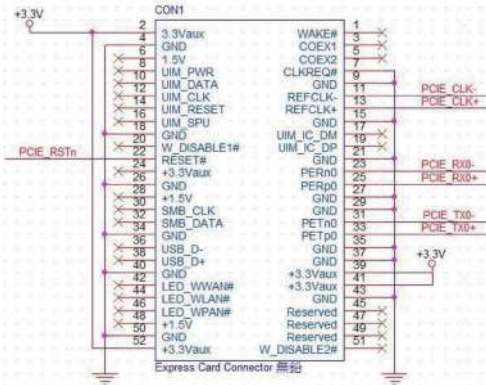 CON1
+3.3V
2 3.3Vaux WAKE# 1
4 GND COEX1 3
6 1.5V COEX2 5
8 UIM_PWR CLKREQ# 7
10 UIM_DATA GND 9
12 UIM_CLK REFCLK- 11 PCIE_CLK-
14 UIM_RESET REFCLK+ 13 PCIE_CLK+
16 UIM_SPU GND 15
18 GND UIM_IC_DM 17
20 W_DISABLE1# UIM_IC_DP 19
PCIE_RSTn 22 RESET# GND 21
24 +3.3Vaux PERn0 23 PCIE_RX0-
26 GND PERp0 25 PCIE_RX0+
28 +1.5V GND 27
30 SMB_CLK GND 29
32 SMB_DATA PETn0 31 PCIE_TX0-
34 GND PETp0 33 PCIE_TX0+
36 USB_D- GND 35
38 USB_D+ GND 37
+3.3V
40 GND +3.3Vaux 39
42 LED_WWAN# +3.3Vaux 41
44 LED_WLAN# GND 43
46 LED_WPAN# Reserved 45
48 +1.5V Reserved 47
50 GND Reserved 49
52 +3.3Vaux W_DISABLE2# 51
Express Card Connector 無鉛